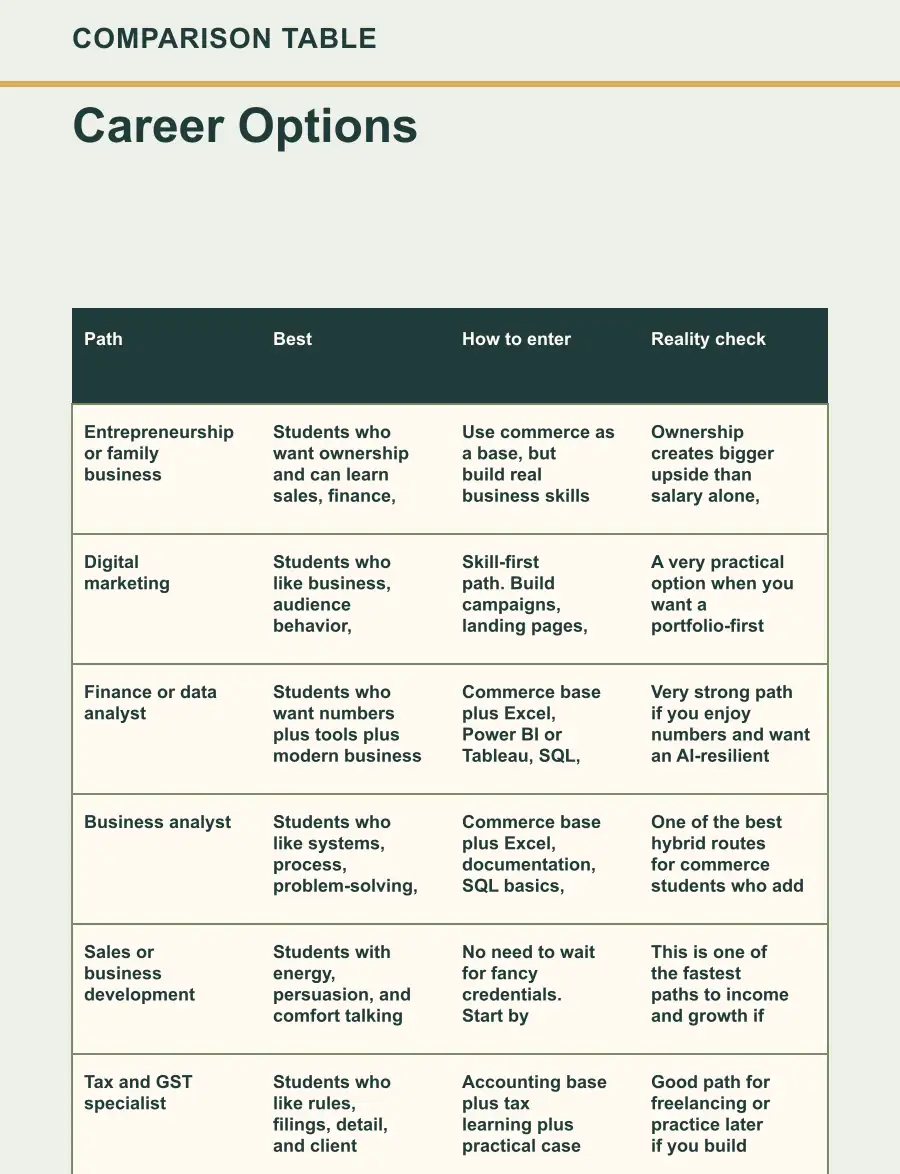 COMPARISON TABLE
Career Options
Path
Best
How to enter
Reality check
Entrepreneurship
or family
business
Students who
want ownership
and can learn
sales, finance,
Use commerce as
a base, but
build real
business skills
Ownership
creates bigger
upside than
salary alone,
Digital
marketing
Students who
like business,
audience
behavior,
Skill-first
path. Build
campaigns,
landing pages,
A very practical
option when you
want a
portfolio-first
Finance or data
analyst
Students who
want numbers
plus tools plus
modern business
Commerce base
plus Excel,
Power BI or
Tableau, SQL,
Very strong path
if you enjoy
numbers and want
an AI-resilient
Business analyst
Students who
like systems,
process,
problem-solving,
Commerce base
plus Excel,
documentation,
SQL basics,
One of the best
hybrid routes
for commerce
students who add
Sales or
business
development
Students with
energy,
persuasion, and
comfort talking
No need to wait
for fancy
credentials.
Start by
This is one of
the fastest
paths to income
and growth if
Tax and GST
specialist
Students who
like rules,
filings, detail,
and client
Accounting base
plus tax
learning plus
practical case
Good path for
freelancing or
practice later
if you build